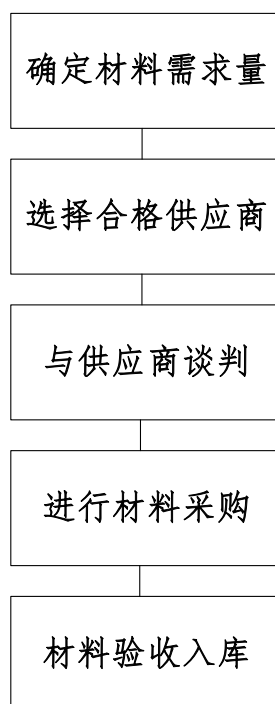 确定材料需求量
选择合格供应商
与供应商谈判
进行材料采购
材料验收入库